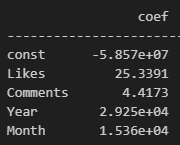 coef
------------------------
const -5.857e+07
Likes 25.3391
Comments 4.4173
Year 2.925e+04
Month 1.536e+04